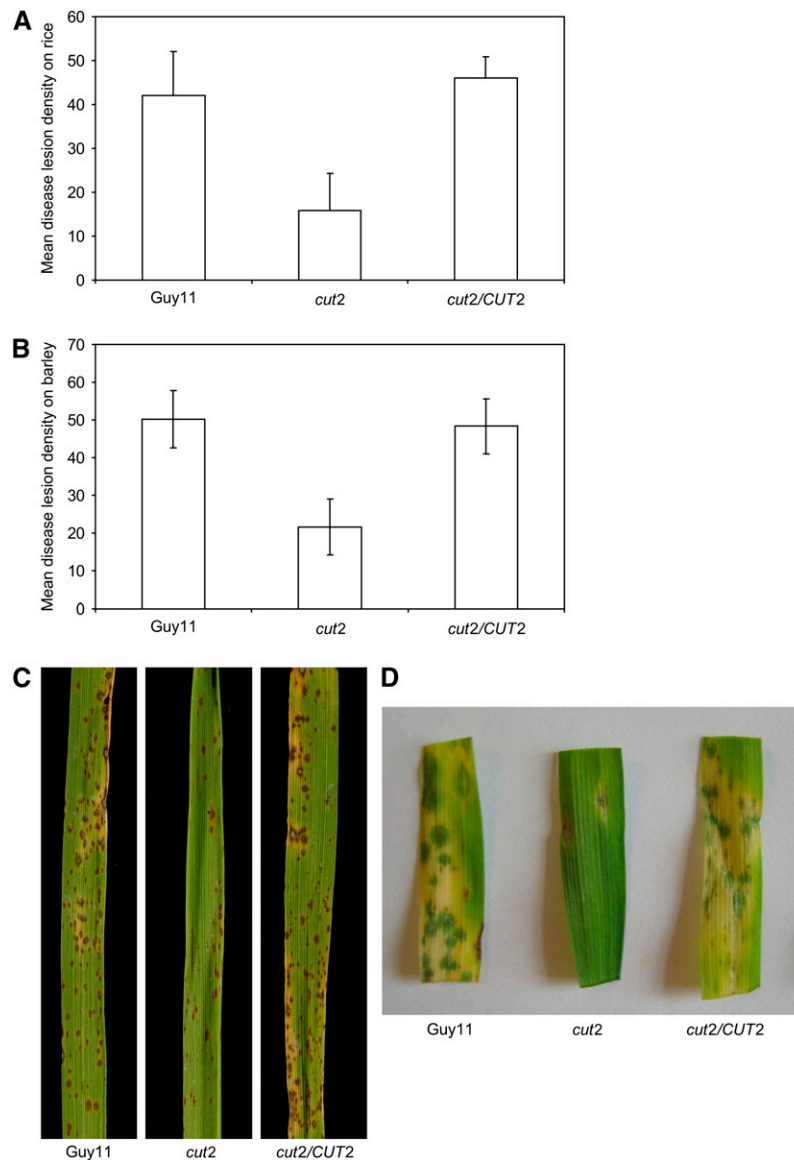 A
Mean disease lesion density on rice
60
50
40
30
20
10
0
Guy11 cut2 cut2/CUT2
B
Mean disease lesion density on barley
70
60
50
40
30
20
10
0
Guy11 cut2 cut2/CUT2
C
Guy11 cut2 cut2/CUT2
D
Guy11 cut2 cut2/CUT2